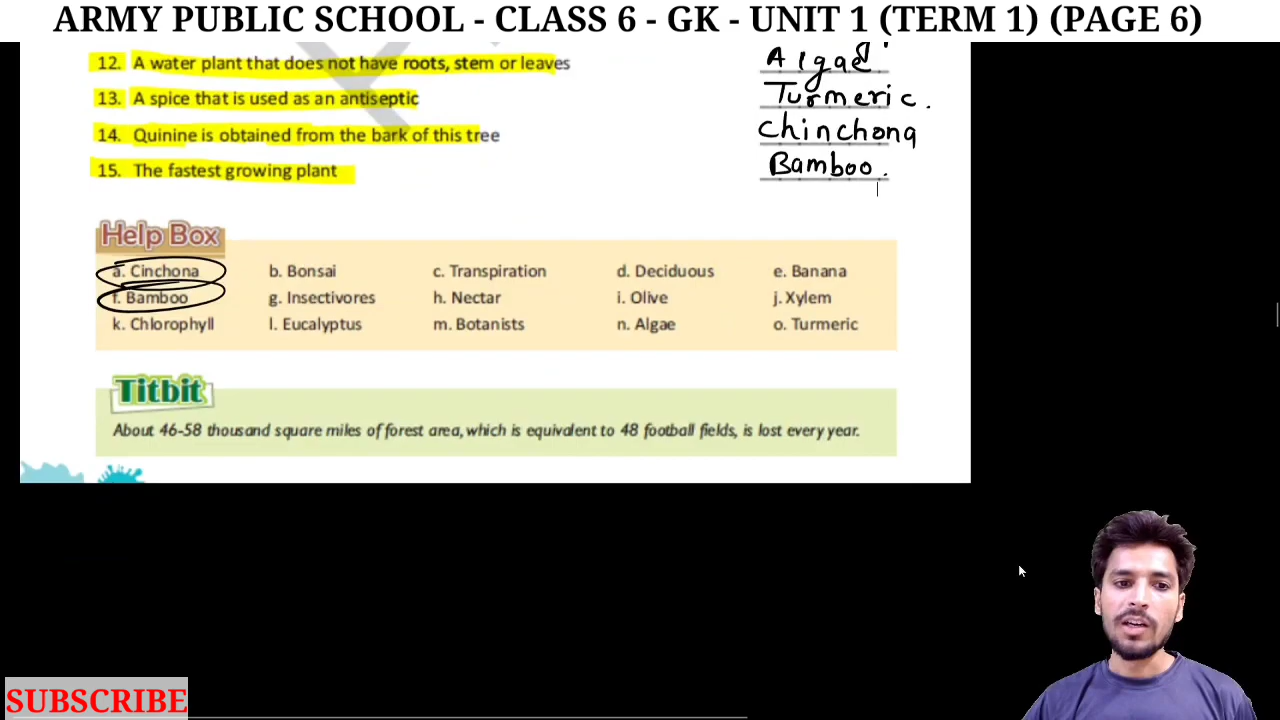 ARMY PUBLIC SCHOOL - CLASS 6 - GK - UNIT 1 (TERM 1) (PAGE 6)
12. A water plant that does not have roots, stem or leaves Algae.
13. A spice that is used as an antiseptic Turmeric.
14. Quinine is obtained from the bark of this tree Chinchona
15. The fastest growing plant Bamboo.
Help Box
a. Cinchona b. Bonsai c. Transpiration d. Deciduous e. Banana
f. Bamboo g. Insectivores h. Nectar i. Olive j. Xylem
k. Chlorophyll l. Eucalyptus m. Botanists n. Algae o. Turmeric
Titbit
About 46-58 thousand square miles of forest area, which is equivalent to 48 football fields, is lost every year.
SUBSCRIBE